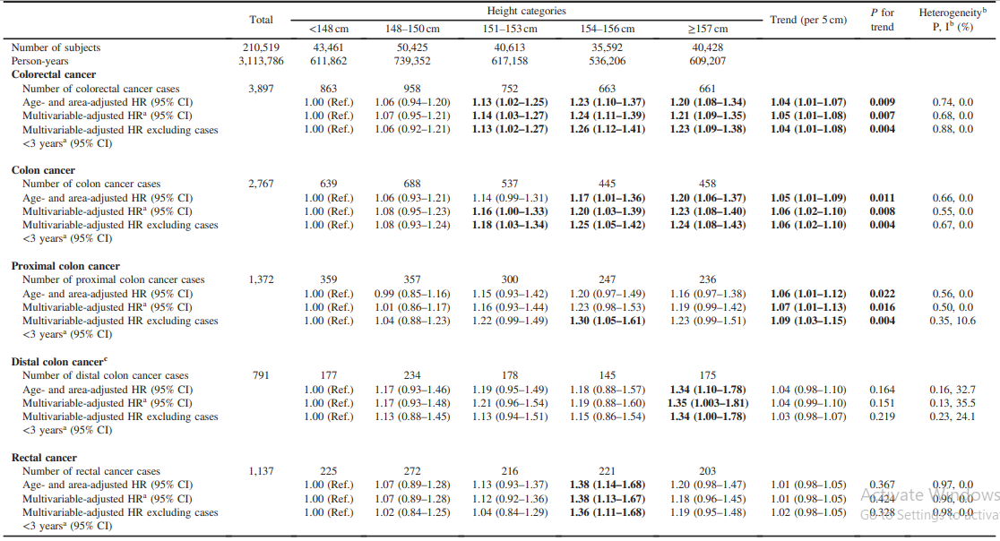 Height categories P for Heterogeneityᵇ
Total Trend (per 5 cm) trend P, 1ᵇ (%)
<148 cm 148–150 cm 151–153 cm 154–156 cm ≥157 cm
Number of subjects 210,519 43,461 50,425 40,613 35,592 40,428
Person-years 3,113,786 611,862 739,352 617,158 536,206 609,207
Colorectal cancer
Number of colorectal cancer cases 3,897 863 958 752 663 661
Age- and area-adjusted HR (95% CI) 1.00 (Ref.) 1.06 (0.94–1.20) 1.13 (1.02–1.25) 1.23 (1.10–1.37) 1.20 (1.08–1.34) 1.04 (1.01–1.07) 0.009 0.74, 0.0
Multivariable-adjusted HRᵃ (95% CI) 1.00 (Ref.) 1.07 (0.95–1.21) 1.14 (1.03–1.27) 1.24 (1.11–1.39) 1.21 (1.09–1.35) 1.05 (1.01–1.08) 0.007 0.68, 0.0
Multivariable-adjusted HR excluding cases 1.00 (Ref.) 1.06 (0.92–1.21) 1.13 (1.02–1.27) 1.26 (1.12–1.41) 1.23 (1.09–1.38) 1.04 (1.01–1.08) 0.004 0.88, 0.0
<3 yearsᵃ (95% CI)
Colon cancer
Number of colon cancer cases 2,767 639 688 537 445 458
Age- and area-adjusted HR (95% CI) 1.00 (Ref.) 1.06 (0.93–1.21) 1.14 (0.99–1.31) 1.17 (1.01–1.36) 1.20 (1.06–1.37) 1.05 (1.01–1.09) 0.011 0.66, 0.0
Multivariable-adjusted HRᵃ (95% CI) 1.00 (Ref.) 1.08 (0.95–1.23) 1.16 (1.00–1.33) 1.20 (1.03–1.39) 1.23 (1.08–1.40) 1.06 (1.02–1.10) 0.008 0.55, 0.0
Multivariable-adjusted HR excluding cases 1.00 (Ref.) 1.08 (0.93–1.24) 1.18 (1.03–1.34) 1.25 (1.05–1.42) 1.24 (1.08–1.43) 1.06 (1.02–1.10) 0.004 0.67, 0.0
<3 yearsᵃ (95% CI)
Proximal colon cancer
Number of proximal colon cancer cases 1,372 359 357 300 247 236
Age- and area-adjusted HR (95% CI) 1.00 (Ref.) 0.99 (0.85–1.16) 1.15 (0.93–1.42) 1.20 (0.97–1.49) 1.16 (0.97–1.38) 1.06 (1.01–1.12) 0.022 0.56, 0.0
Multivariable-adjusted HRᵃ (95% CI) 1.00 (Ref.) 1.01 (0.86–1.17) 1.16 (0.93–1.44) 1.23 (0.98–1.53) 1.19 (0.99–1.42) 1.07 (1.01–1.13) 0.016 0.50, 0.0
Multivariable-adjusted HR excluding cases 1.00 (Ref.) 1.04 (0.88–1.23) 1.22 (0.99–1.49) 1.30 (1.05–1.61) 1.23 (0.99–1.51) 1.09 (1.03–1.15) 0.004 0.35, 10.6
<3 yearsᵃ (95% CI)
Distal colon cancerᶜ
Number of distal colon cancer cases 791 177 234 178 145 175
Age- and area-adjusted HR (95% CI) 1.00 (Ref.) 1.17 (0.93–1.46) 1.19 (0.95–1.49) 1.18 (0.88–1.57) 1.34 (1.10–1.78) 1.04 (0.98–1.10) 0.164 0.16, 32.7
Multivariable-adjusted HRᵃ (95% CI) 1.00 (Ref.) 1.17 (0.93–1.48) 1.21 (0.96–1.54) 1.19 (0.88–1.60) 1.35 (1.003–1.81) 1.04 (0.99–1.10) 0.151 0.13, 35.5
Multivariable-adjusted HR excluding cases 1.00 (Ref.) 1.13 (0.88–1.45) 1.13 (0.94–1.51) 1.15 (0.86–1.54) 1.34 (1.00–1.78) 1.03 (0.98–1.07) 0.219 0.23, 24.1
<3 yearsᵃ (95% CI)
Rectal cancer
Number of rectal cancer cases 1,137 225 272 216 221 203
Age- and area-adjusted HR (95% CI) 1.00 (Ref.) 1.07 (0.89–1.28) 1.13 (0.93–1.37) 1.38 (1.14–1.68) 1.20 (0.98–1.47) 1.01 (0.98–1.05) 0.367 0.97, 0.0
Multivariable-adjusted HRᵃ (95% CI) 1.00 (Ref.) 1.07 (0.89–1.28) 1.12 (0.92–1.36) 1.38 (1.13–1.67) 1.18 (0.96–1.45) 1.01 (0.98–1.05) 0.424 0.96, 0.0
Multivariable-adjusted HR excluding cases 1.00 (Ref.) 1.02 (0.84–1.25) 1.04 (0.84–1.29) 1.36 (1.11–1.68) 1.19 (0.95–1.48) 1.02 (0.98–1.05) 0.328 0.98, 0.0
<3 yearsᵃ (95% CI)
Activate Windows
Go to Settings to activa